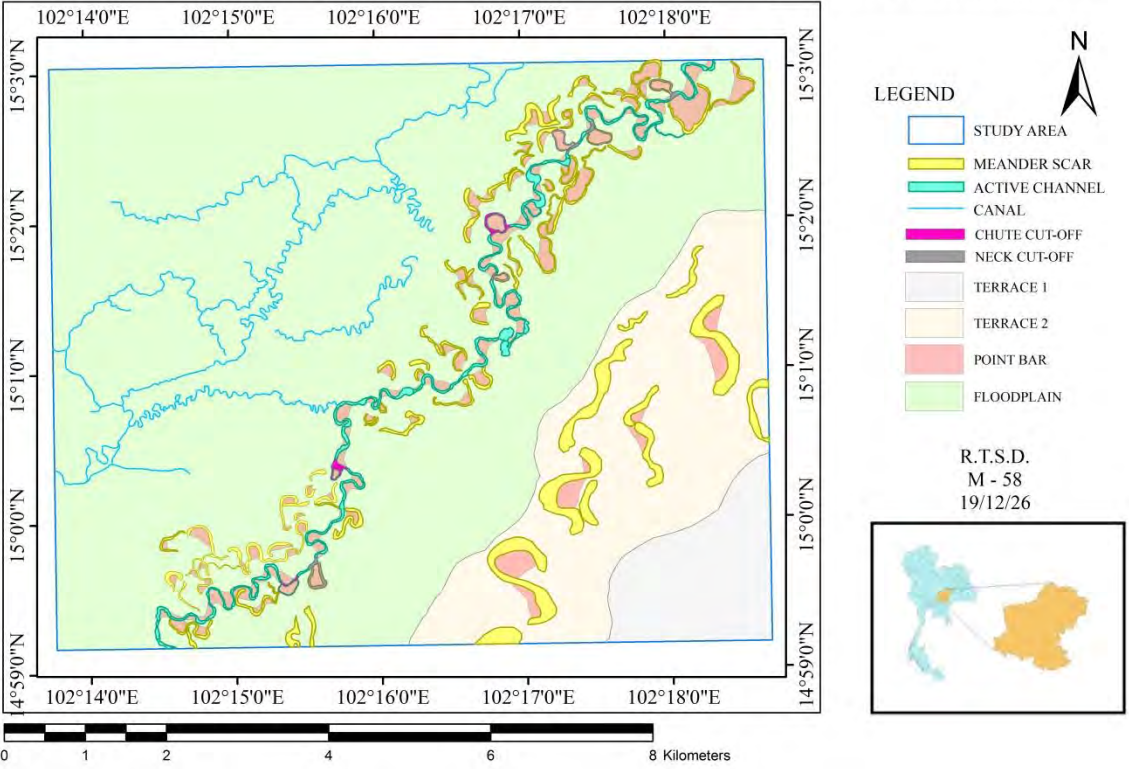 102°14'0"E 102°15'0"E 102°16'0"E 102°17'0"E 102°18'0"E
15°3'0"N
15°2'0"N
15°1'0"N
15°0'0"N
14°59'0"N
15°3'0"N
15°2'0"N
15°1'0"N
15°0'0"N
14°59'0"N
102°14'0"E 102°15'0"E 102°16'0"E 102°17'0"E 102°18'0"E
0 1 2 4 6 8 Kilometers
N
LEGEND
STUDY AREA
MEANDER SCAR
ACTIVE CHANNEL
CANAL
CHUTE CUT-OFF
NECK CUT-OFF
TERRACE 1
TERRACE 2
POINT BAR
FLOODPLAIN
R.T.S.D.
M - 58
19/12/26